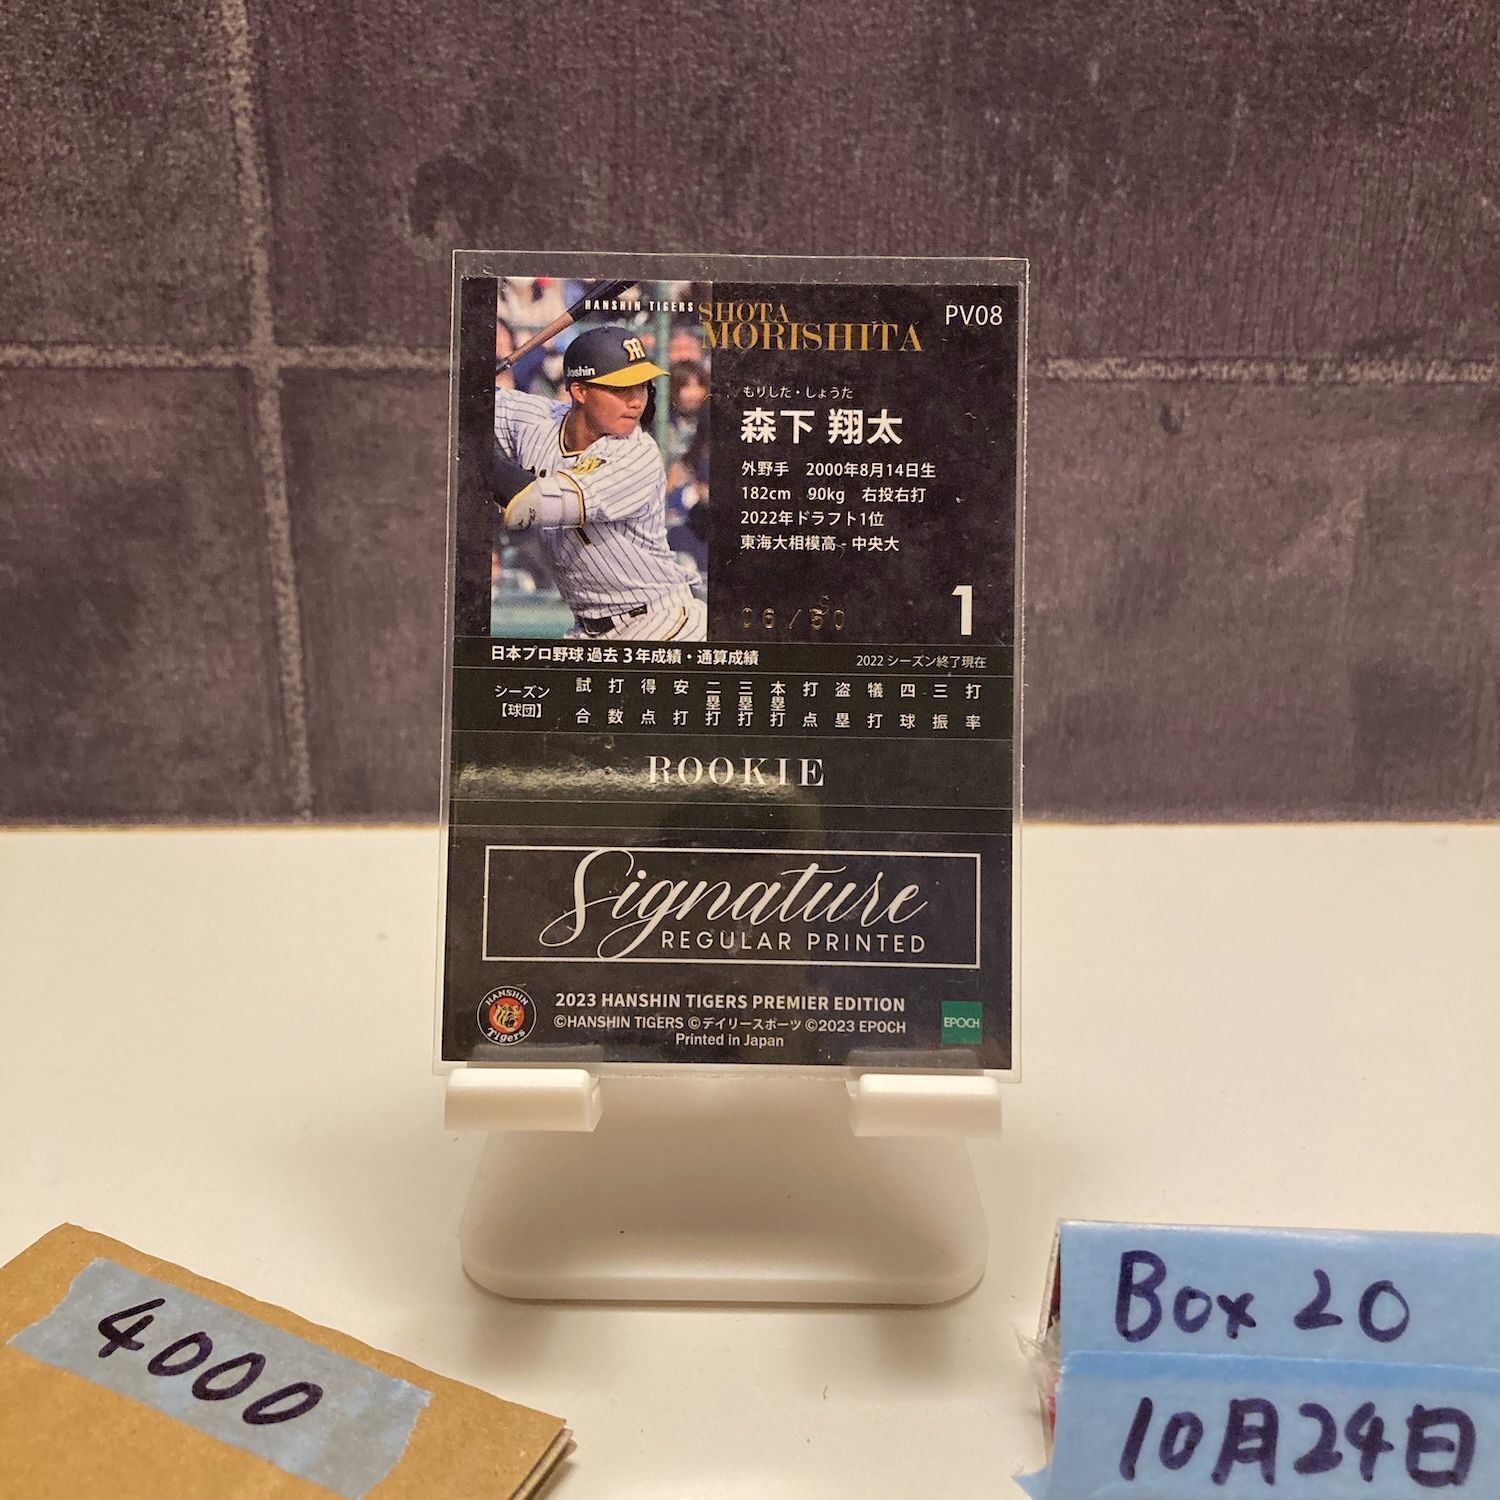 HANSHIN TIGERS
SHOTA
MORISHITA
PV08
Joshin
もりした・しょうた
森下 翔太
外野手 2000年8月14日生
182cm 90kg 右投右打
2022年ドラフト1位
東海大相模高 - 中央大
06/50
1
日本プロ野球 過去3年成績・通算成績
2022 シーズン終了現在
シーズン【球団】 試合 打数 得点 安打 二塁打 三塁打 本塁打 打点 盗塁 犠打 四球 三振 打率
ROOKIE
Signature
REGULAR PRINTED
HANSHIN
Tigers
2023 HANSHIN TIGERS PREMIER EDITION
©HANSHIN TIGERS ©デイリースポーツ ©2023 EPOCH
Printed in Japan
EPOCH
4000
Box 20
10月24日